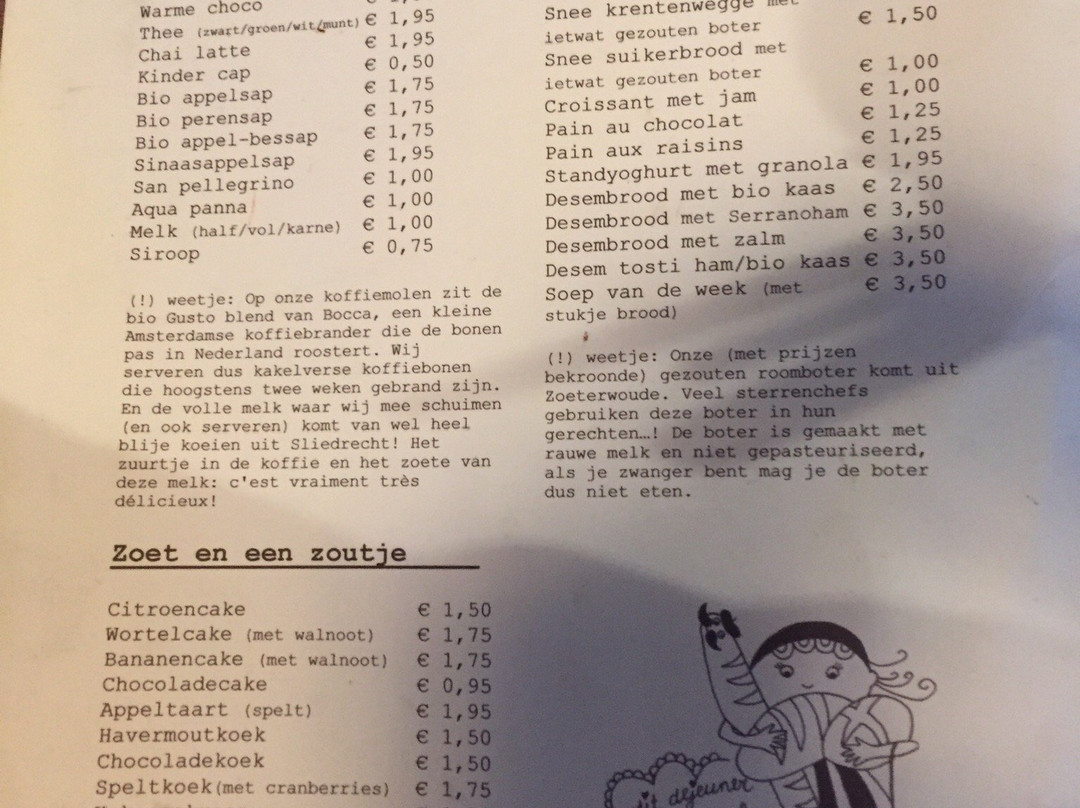 Warme choco
Thee (zwart/groen/wit/munt) € 1,95
Chai latte € 1,95
Kinder cap € 0,50
Bio appelsap € 1,75
Bio perensap € 1,75
Bio appel-bessap € 1,75
Sinaasappelsap € 1,95
San pellegrino € 1,00
Aqua panna € 1,00
Melk (half/vol/karne) € 1,00
Siroop € 0,75
(!) weetje: Op onze koffiemolen zit de
bio Gusto blend van Bocca, een kleine
Amsterdamse koffiebrander die de bonen
pas in Nederland roostert. Wij
serveren dus kakelverse koffiebonen
die hoogstens twee weken gebrand zijn.
En de volle melk waar wij mee schuimen
(en ook serveren) komt van wel heel
blije koeien uit Sliedrecht! Het
zuurtje in de koffie en het zoete van
deze melk: c'est vraiment très
délicieux!
Zoet en een zoutje
Citroencake € 1,50
Wortelcake (met walnoot) € 1,75
Bananencake (met walnoot) € 1,75
Chocoladecake € 0,95
Appeltaart (spelt) € 1,95
Havermoutkoek € 1,50
Chocoladekoek € 1,50
Speltkoek(met cranberries) € 1,75
Snee krentenwegge met
ietwat gezouten boter € 1,50
Snee suikerbrood met
ietwat gezouten boter € 1,00
Croissant met jam € 1,00
Pain au chocolat € 1,25
Pain aux raisins € 1,25
Standyoghurt met granola € 1,95
Desembrood met bio kaas € 2,50
Desembrood met Serranoham € 3,50
Desembrood met zalm € 3,50
Desem tosti ham/bio kaas € 3,50
Soep van de week (met € 3,50
stukje brood)
(!) weetje: Onze (met prijzen
bekroonde) gezouten roomboter komt uit
Zoeterwoude. Veel sterrenchefs
gebruiken deze boter in hun
gerechten…! De boter is gemaakt met
rauwe melk en niet gepasteuriseerd,
als je zwanger bent mag je de boter
dus niet eten.
déjeuner